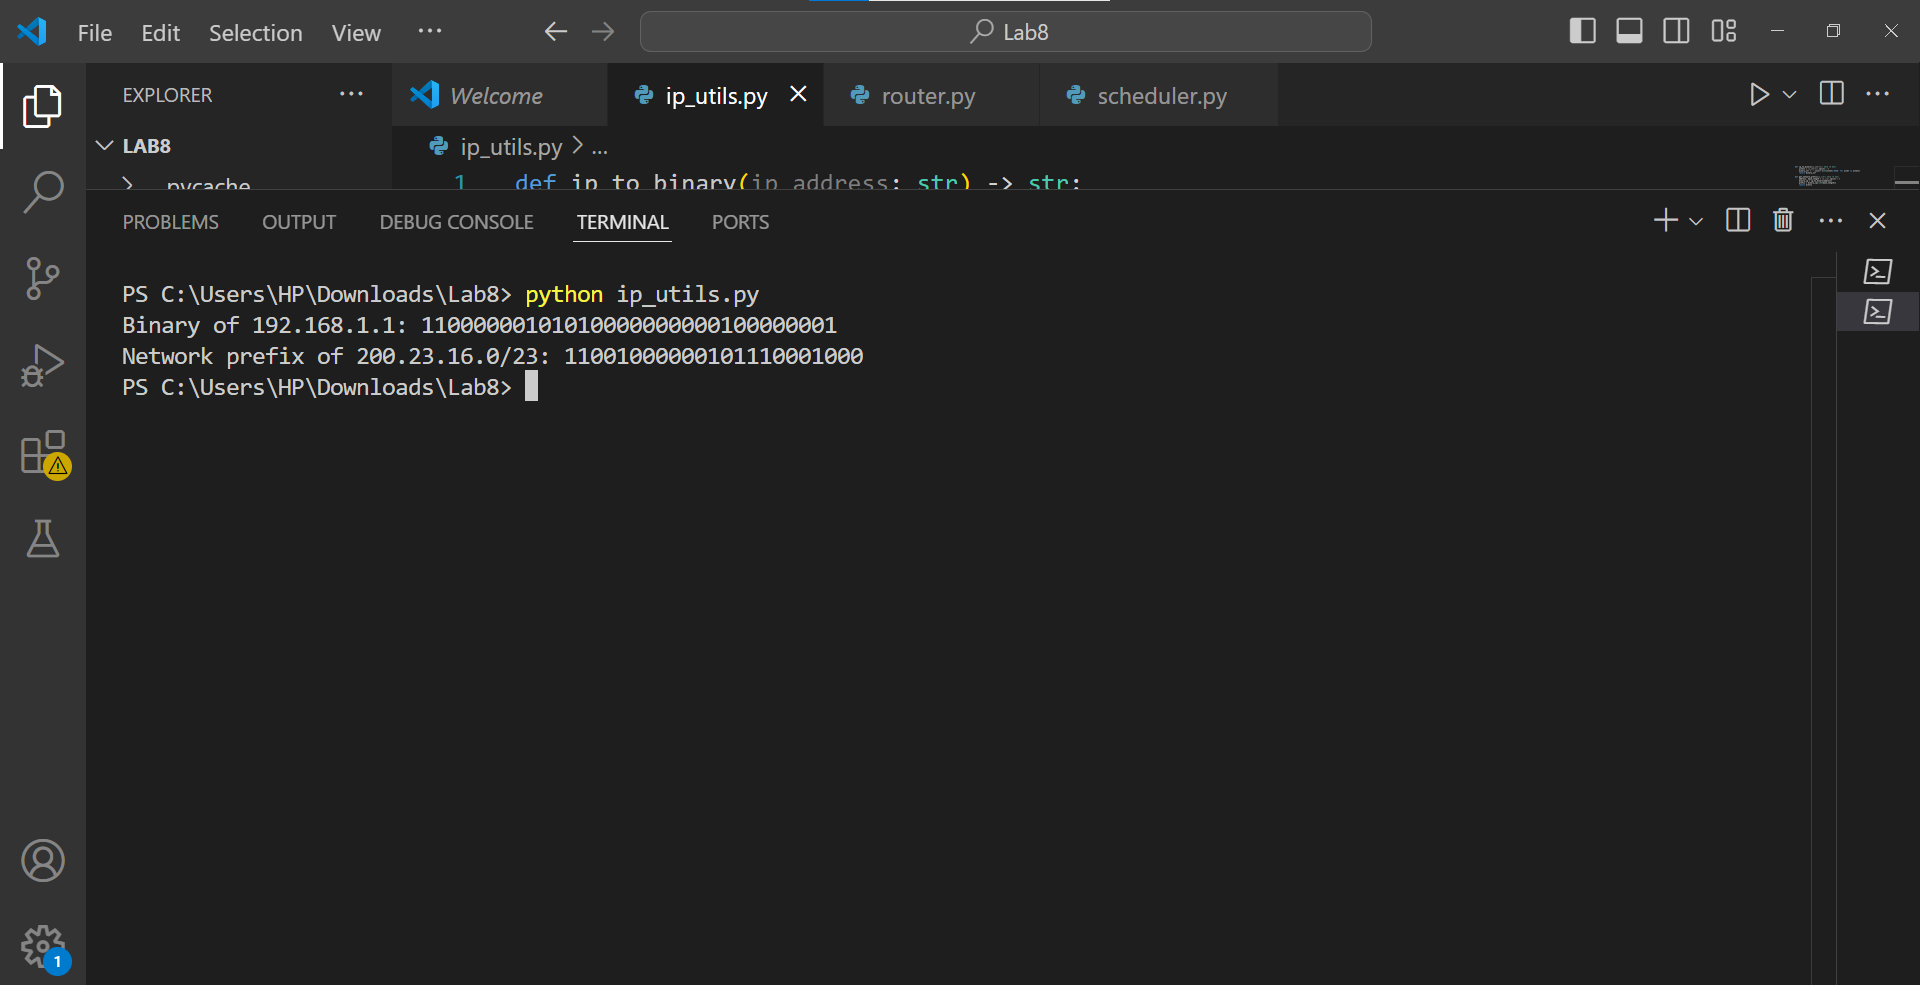 File Edit Selection View ...
Lab8
EXPLORER ...
Welcome
ip_utils.py
router.py
scheduler.py
LAB8
ip_utils.py > ...
pycache
1 def ip_to_binary(ip_address: str) -> str:
PROBLEMS OUTPUT DEBUG CONSOLE TERMINAL PORTS
PS C:\Users\HP\Downloads\Lab8> python ip_utils.py
Binary of 192.168.1.1: 11000000101010000000000100000001
Network prefix of 200.23.16.0/23: 11001000000101110001000
PS C:\Users\HP\Downloads\Lab8>
1